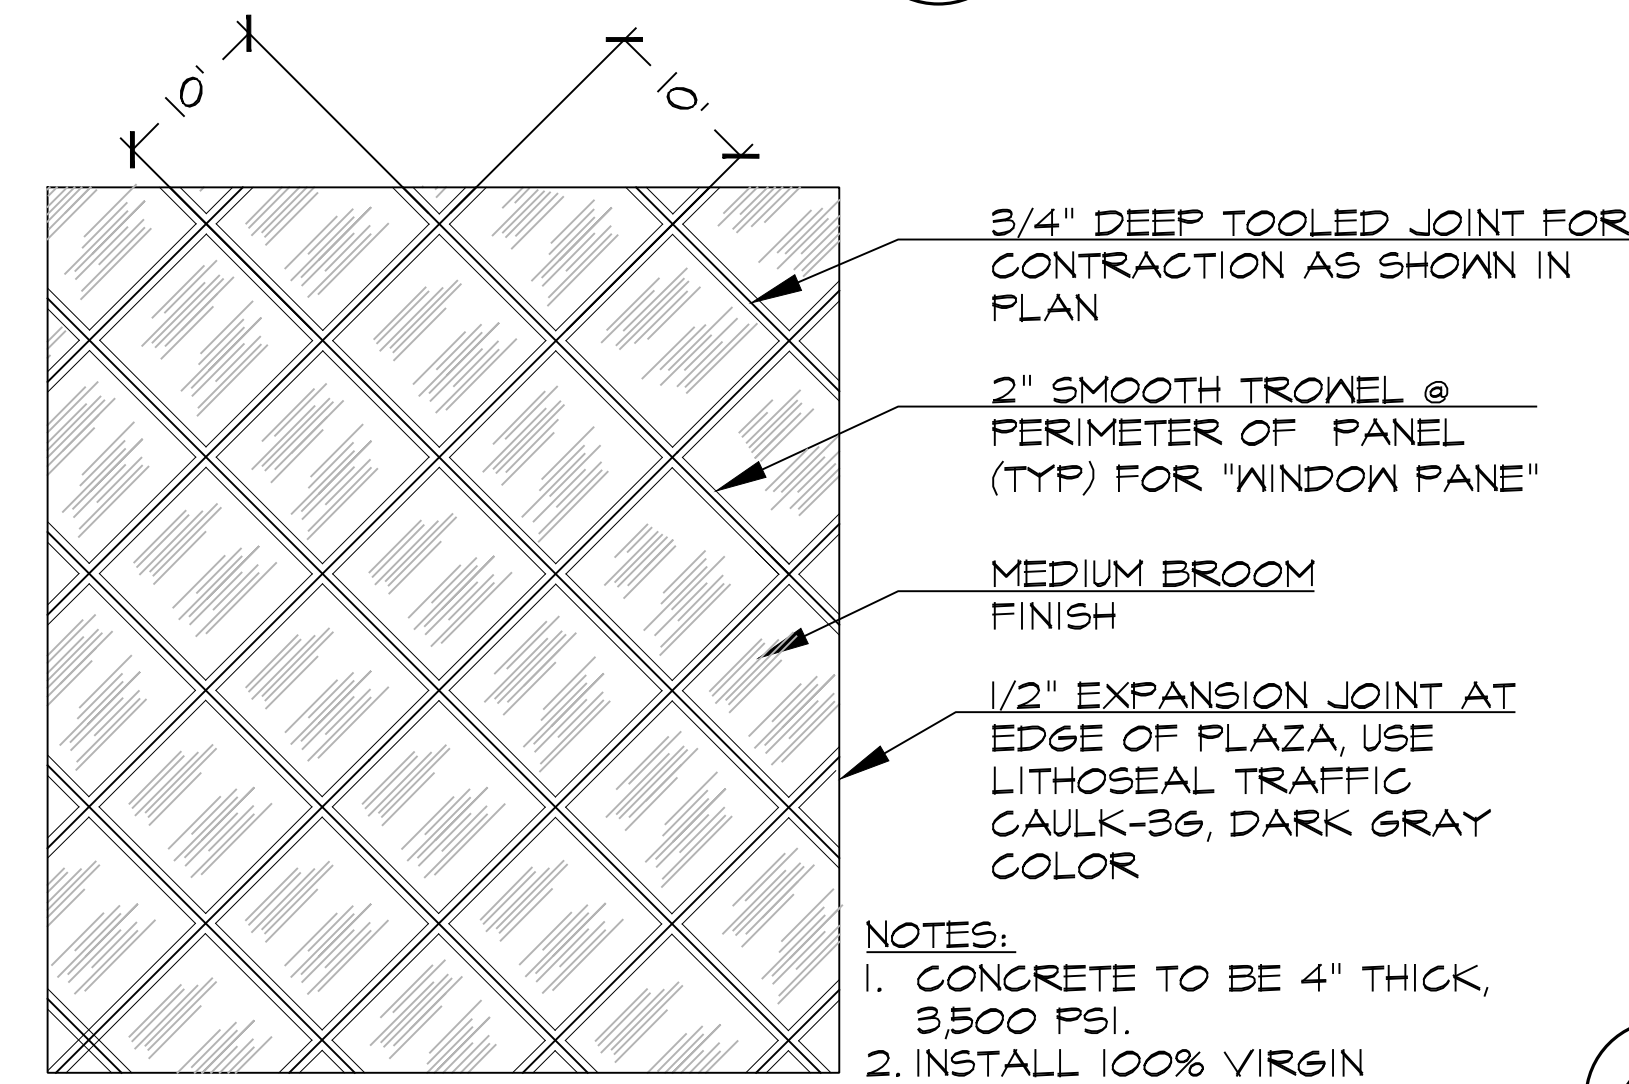 10'
10'
3/4" DEEP TOOLED JOINT FOR
CONTRACTION AS SHOWN IN
PLAN
2" SMOOTH TROWEL @
PERIMETER OF PANEL
(TYP) FOR "WINDOW PANE"
MEDIUM BROOM
FINISH
1/2" EXPANSION JOINT AT
EDGE OF PLAZA, USE
LITHOSEAL TRAFFIC
CAULK-3G, DARK GRAY
COLOR
NOTES:
1. CONCRETE TO BE 4" THICK,
3,500 PSI.
2. INSTALL 100% VIRGIN